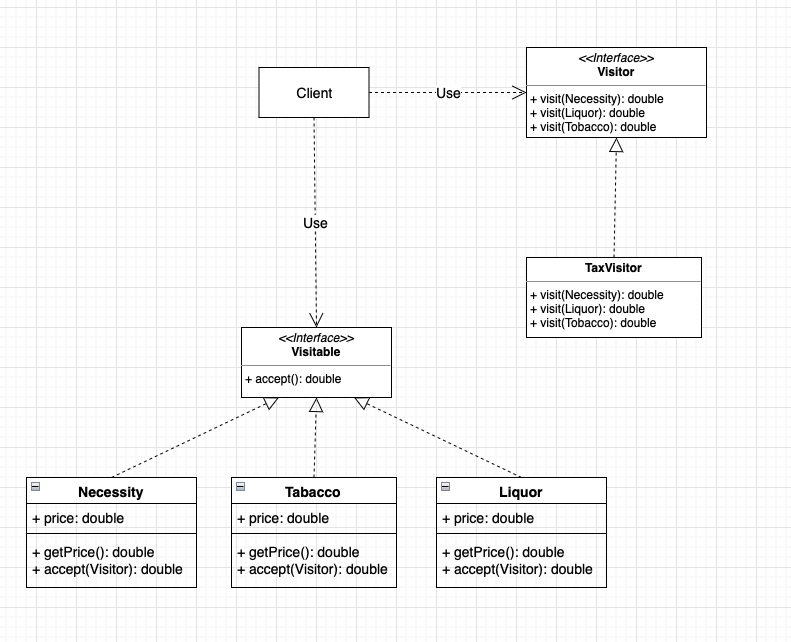 <<Interface>>
Visitor
+ visit(Necessity): double
+ visit(Liquor): double
+ visit(Tobacco): double
Client
Use
Use
TaxVisitor
+ visit(Necessity): double
+ visit(Liquor): double
+ visit(Tobacco): double
<<Interface>>
Visitable
+ accept(): double
Necessity
+ price: double
+ getPrice(): double
+ accept(Visitor): double
Tabacco
+ price: double
+ getPrice(): double
+ accept(Visitor): double
Liquor
+ price: double
+ getPrice(): double
+ accept(Visitor): double